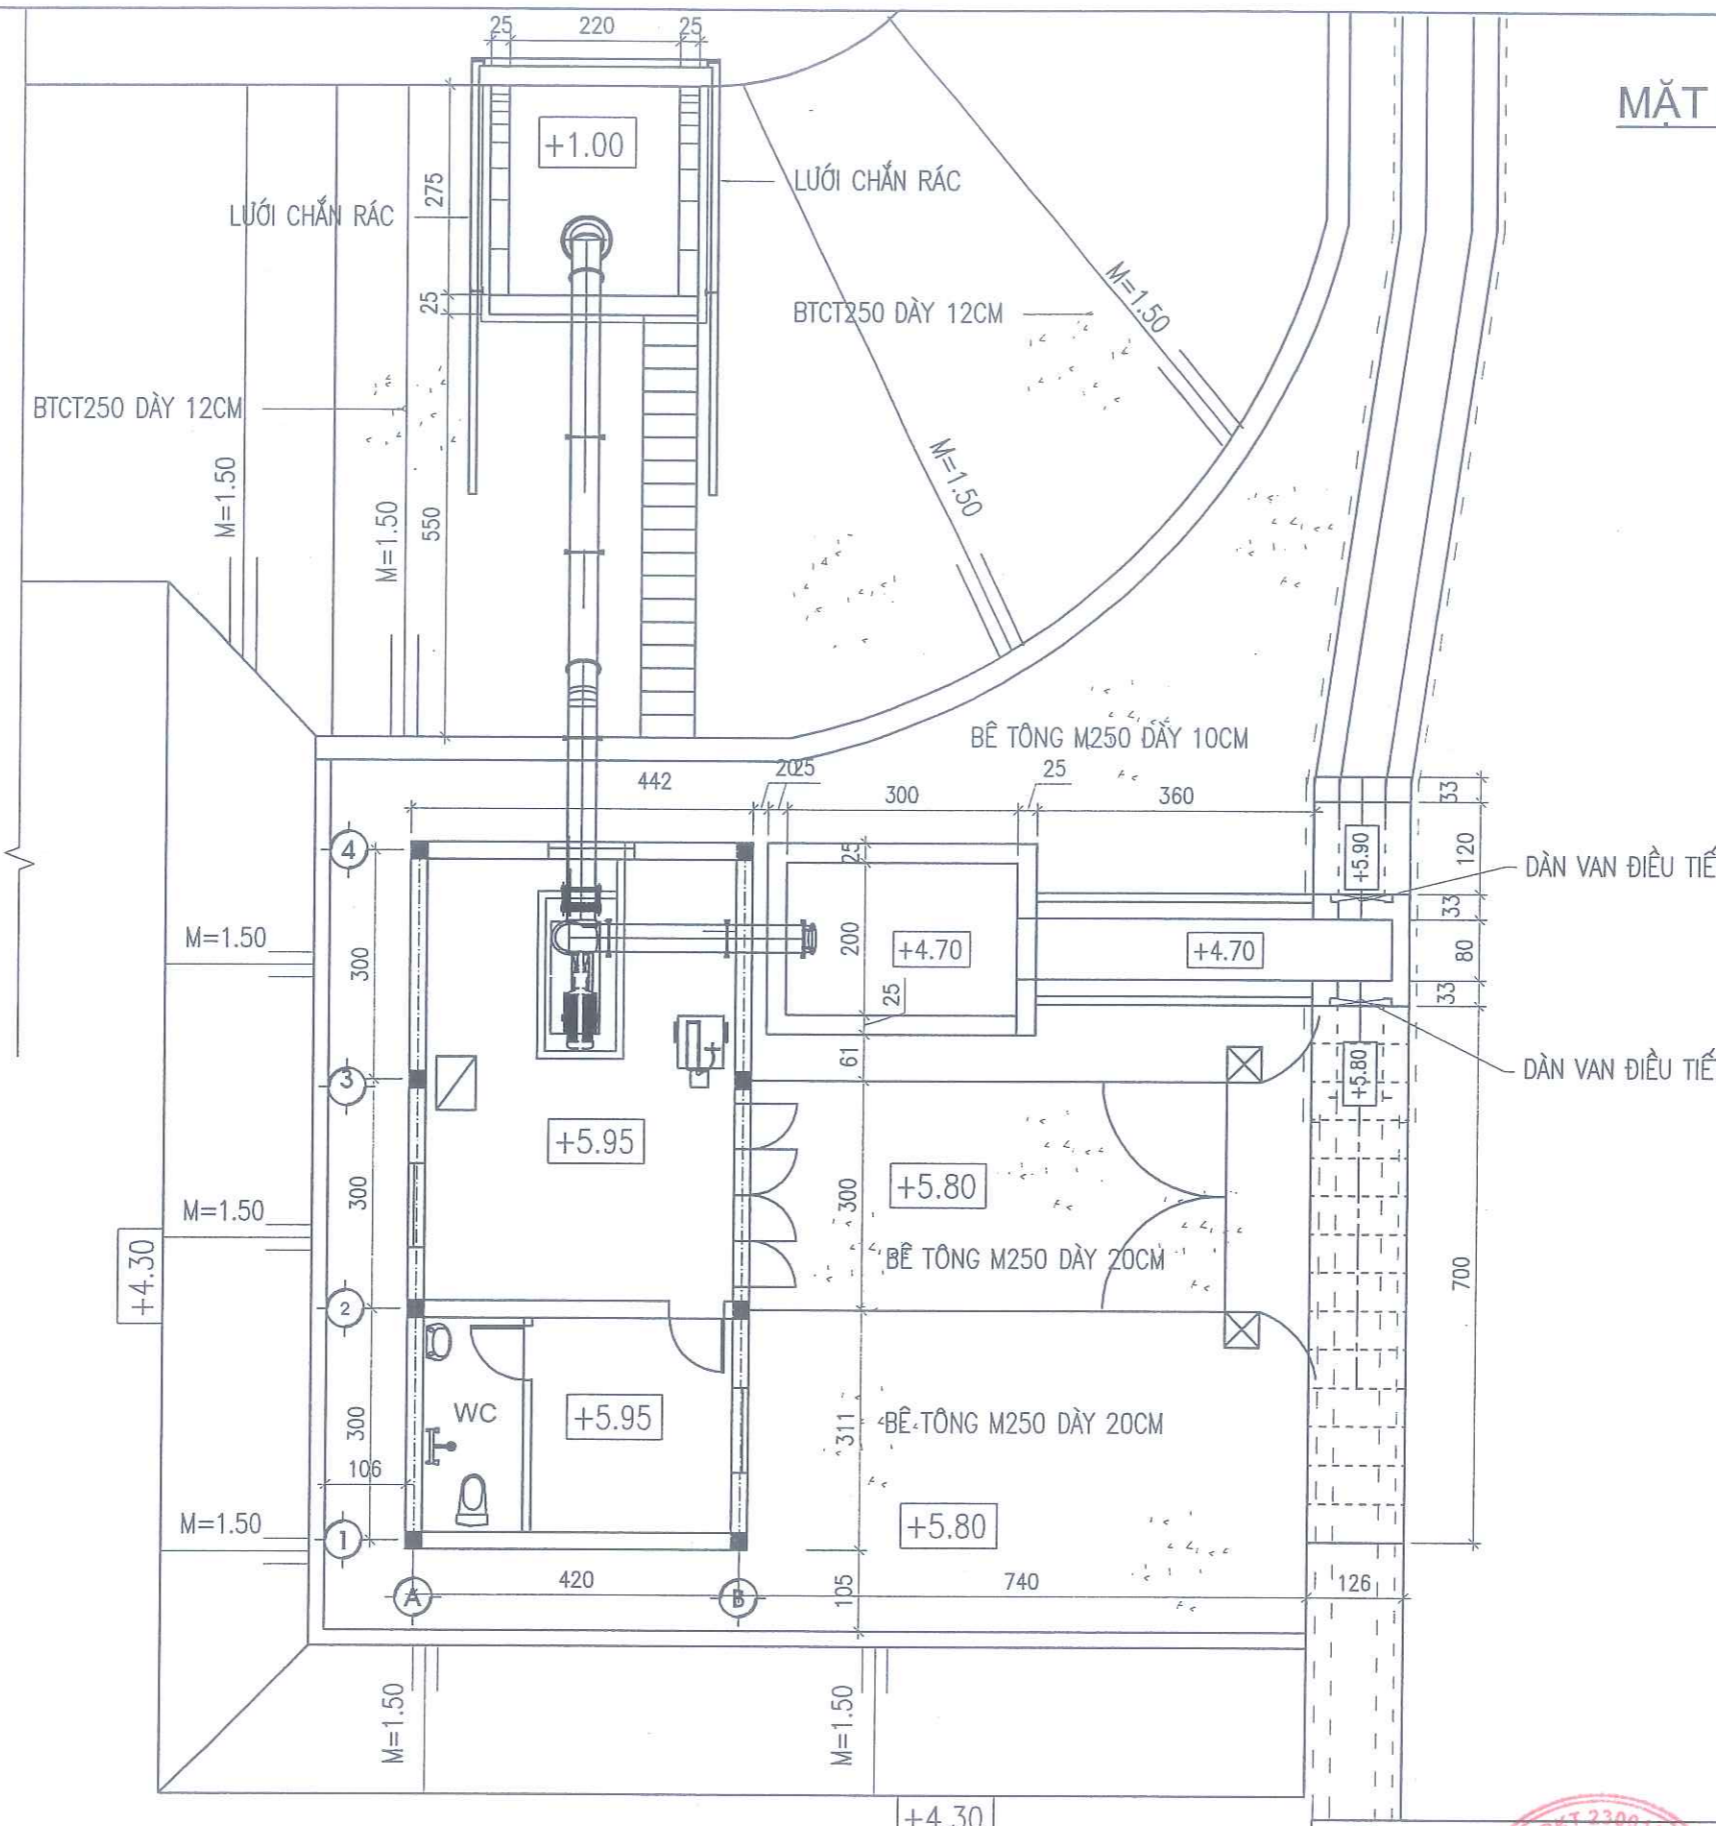 25 220 25
MẶT
+1.00
LƯỚI CHẮN RÁC
275
LƯỚI CHẮN RÁC
25
M=1.50
BTCT250 DÀY 12CM
BTCT250 DÀY 12CM
M=1.50
M=1.50
M=1.50
550
BÊ TÔNG M250 DẦY 10CM
442
20
25
300
25
360
33
4
25
+5.90
120
DÀN VAN ĐIỀU TIẾ
33
M=1.50
300
200
+4.70
+4.70
80
25
33
61
3
+5.80
DÀN VAN ĐIỀU TIẾ
+5.95
300
+5.80
300
M=1.50
BÊ TÔNG M250 DÀY 20CM
+4.30
700
2
WC
+5.95
300
311
BÊ TÔNG M250 DÀY 20CM
106
M=1.50
1
+5.80
420
740
126
A
B
105
M=1.50
M=1.50
+4.30